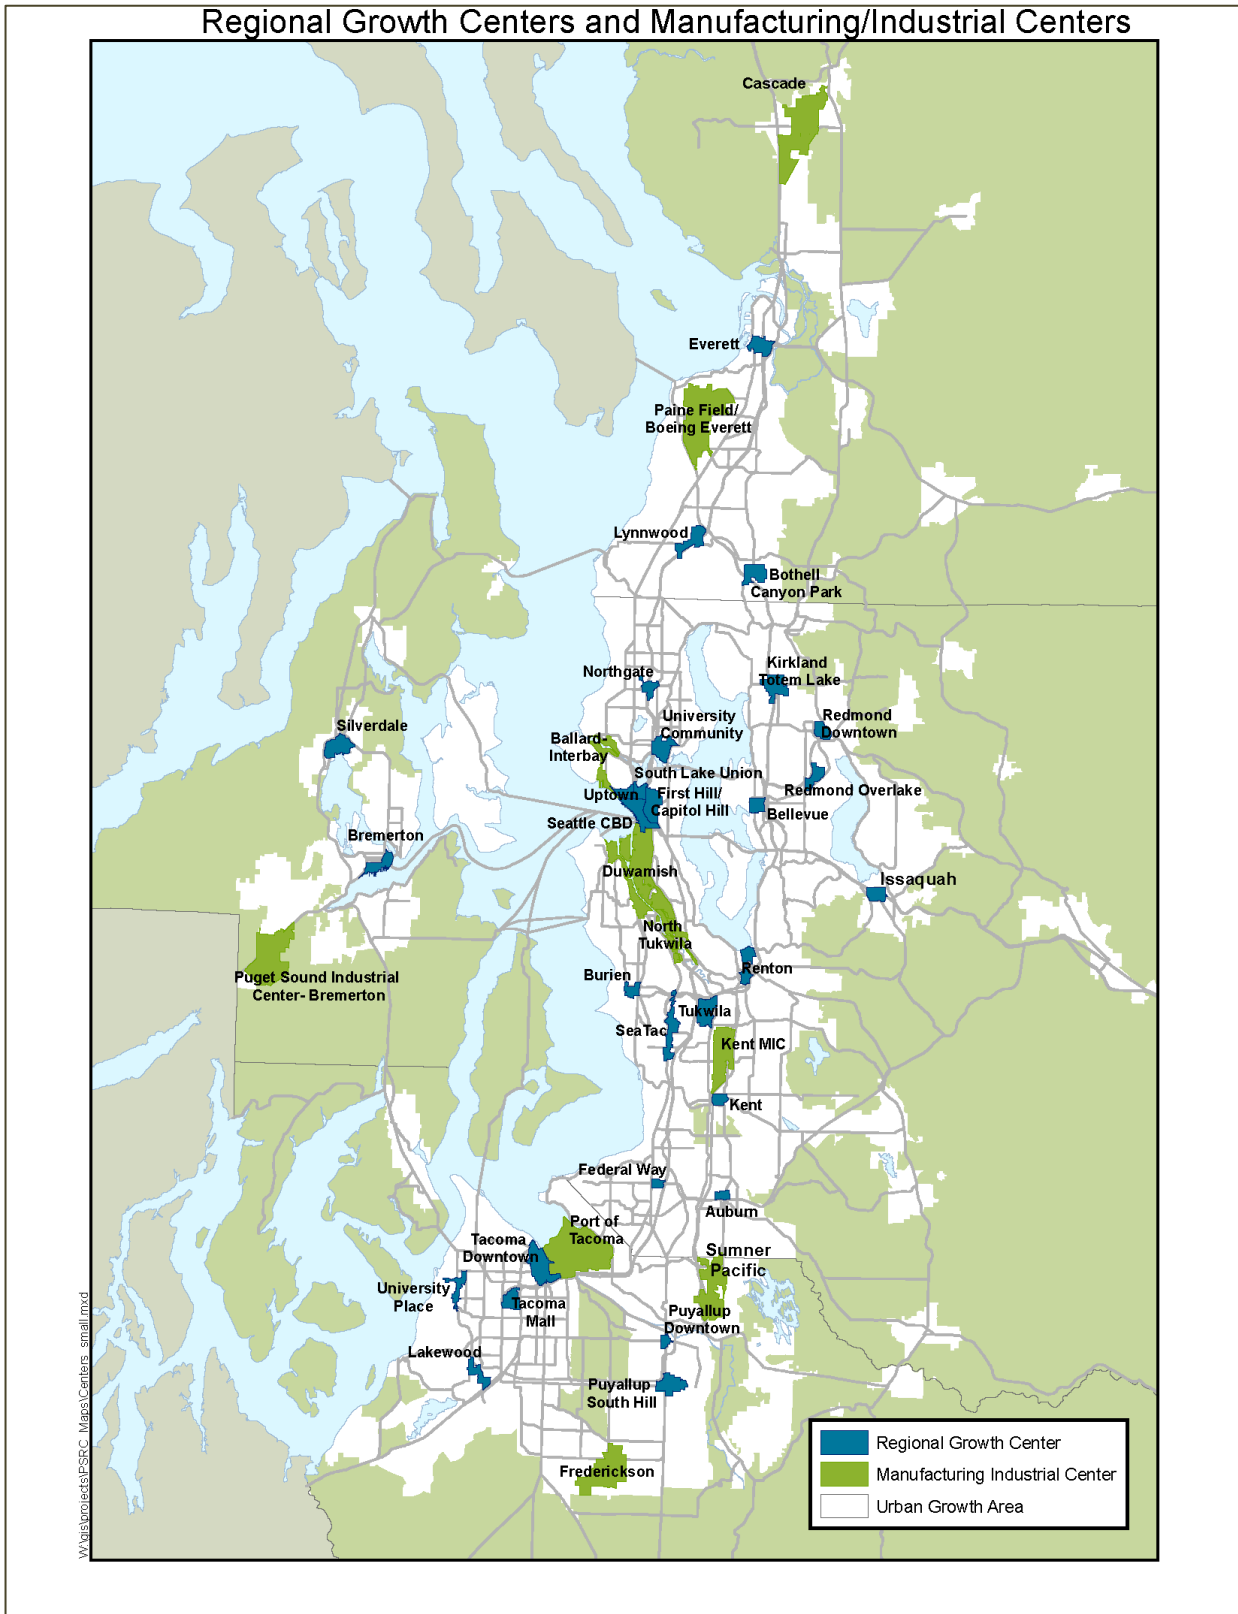 Regional Growth Centers and Manufacturing/Industrial Centers
Cascade
Everett
Paine Field/
Boeing Everett
Lynnwood
Bothell
Canyon Park
Northgate
Kirkland
Totem Lake
University
Community
Redmond
Downtown
Silverdale
Ballard-
Interbay
South Lake Union
Redmond Overlake
Uptown
First Hill/
Capitol Hill
Bellevue
Seattle CBD
Bremerton
Duwamish
Issaquah
North
Tukwila
Puget Sound Industrial
Center- Bremerton
Burien
Renton
SeaTac
Tukwila
Kent MIC
Kent
Federal Way
Auburn
Port of
Tacoma
Tacoma
Downtown
Sumner
Pacific
University
Place
Tacoma
Mall
Puyallup
Downtown
Lakewood
Puyallup
South Hill
Frederickson
Regional Growth Center
Manufacturing Industrial Center
Urban Growth Area
W:\gis\projects\PSRC_Maps\Centers_small.mxd